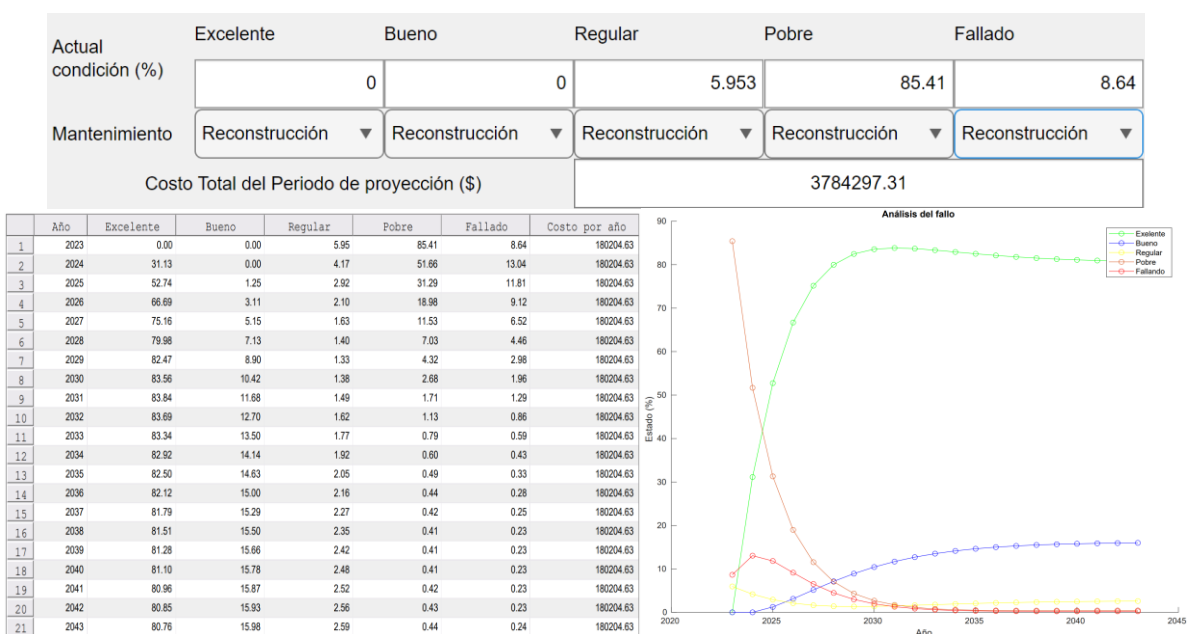 Actual condición (%) Excelente Bueno Regular Pobre Fallado
0 0 5.953 85.41 8.64
Mantenimiento Reconstrucción Reconstrucción Reconstrucción Reconstrucción Reconstrucción
Costo Total del Periodo de proyección ($) 3784297.31
Año Excelente Bueno Regular Pobre Fallado Costo por año
1 2023 0.00 0.00 5.95 85.41 8.64 180204.63
2 2024 31.13 0.00 4.17 51.66 13.04 180204.63
3 2025 52.74 1.25 2.92 31.29 11.81 180204.63
4 2026 66.69 3.11 2.10 18.98 9.12 180204.63
5 2027 75.16 5.15 1.63 11.53 6.52 180204.63
6 2028 79.98 7.13 1.40 7.03 4.46 180204.63
7 2029 82.47 8.90 1.33 4.32 2.98 180204.63
8 2030 83.56 10.42 1.38 2.68 1.96 180204.63
9 2031 83.84 11.68 1.49 1.71 1.29 180204.63
10 2032 83.69 12.70 1.62 1.13 0.86 180204.63
11 2033 83.34 13.50 1.77 0.79 0.59 180204.63
12 2034 82.92 14.14 1.92 0.60 0.43 180204.63
13 2035 82.50 14.63 2.05 0.49 0.33 180204.63
14 2036 82.12 15.00 2.16 0.44 0.28 180204.63
15 2037 81.79 15.29 2.27 0.42 0.25 180204.63
16 2038 81.51 15.50 2.35 0.41 0.23 180204.63
17 2039 81.28 15.66 2.42 0.41 0.23 180204.63
18 2040 81.10 15.78 2.48 0.41 0.23 180204.63
19 2041 80.96 15.87 2.52 0.42 0.23 180204.63
20 2042 80.85 15.93 2.56 0.43 0.23 180204.63
21 2043 80.76 15.98 2.59 0.44 0.24 180204.63
Análisis del fallo
Exelente
Bueno
Regular
Pobre
Fallando
Estado (%)
90
80
70
60
50
40
30
20
10
0
2020 2025 2030 2035 2040 2045
Año